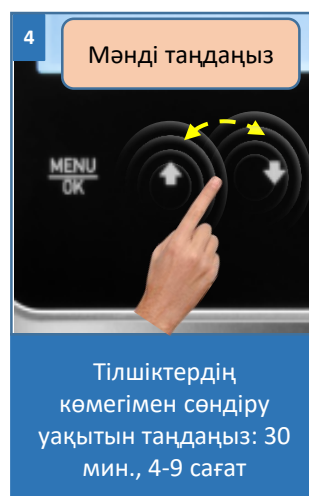 4
Мәнді таңдаңыз
MENU
OK
Тілшіктердің
көмегімен сөндіру
уақытын таңдаңыз: 30
мин., 4-9 сағат